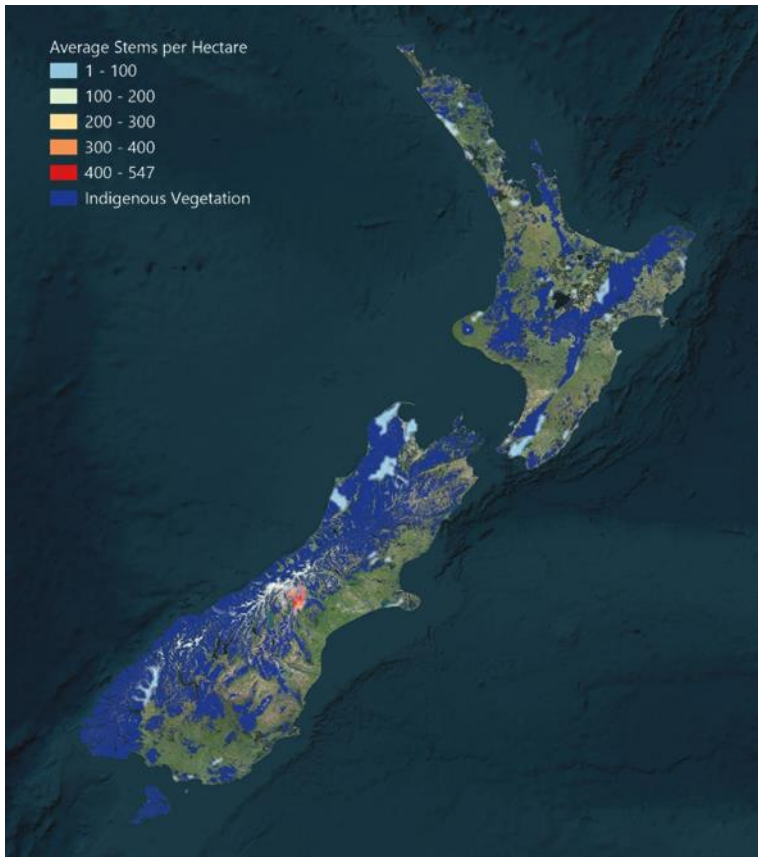 Average Stems per Hectare
1 - 100
100 - 200
200 - 300
300 - 400
400 - 547
Indigenous Vegetation